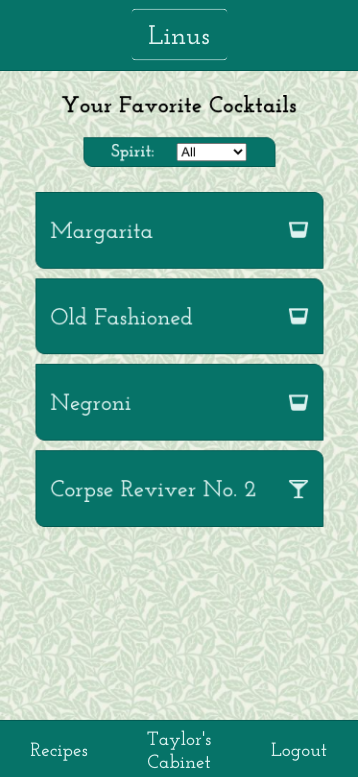 Linus
Your Favorite Cocktails
Spirit: All
Margarita
Old Fashioned
Negroni
Corpse Reviver No. 2
Recipes
Taylor's
Cabinet
Logout